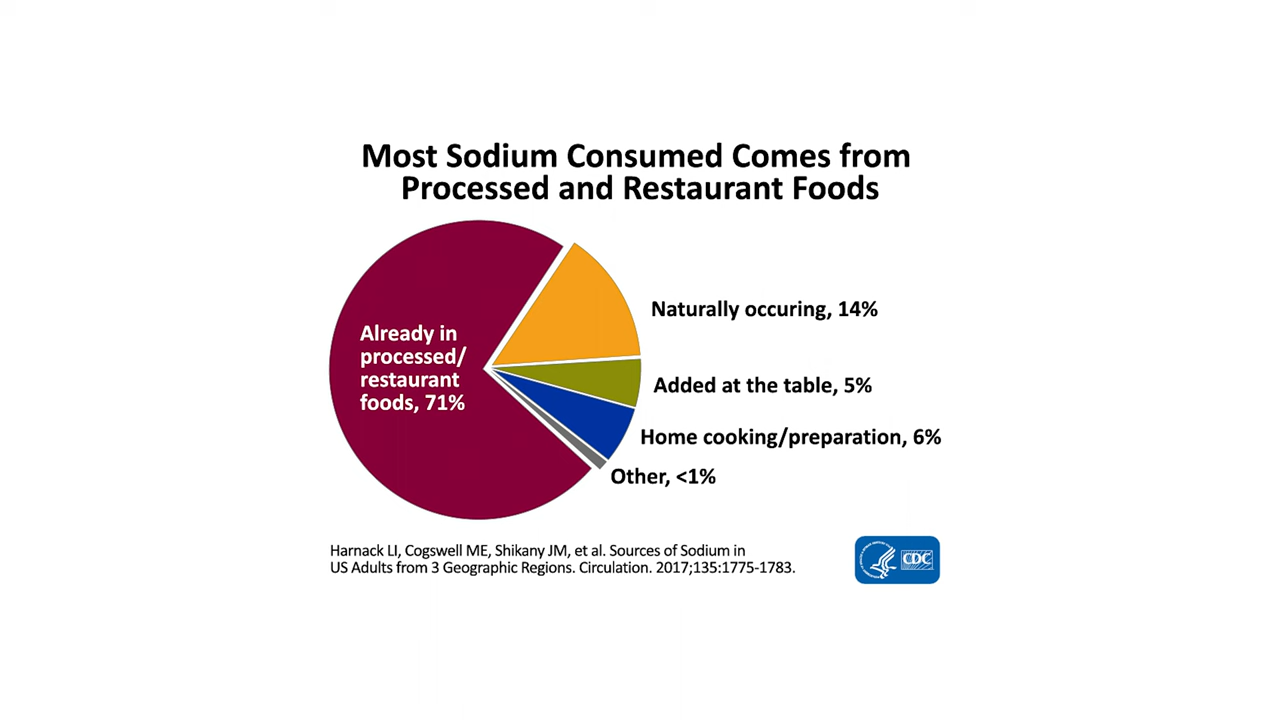 Most Sodium Consumed Comes from
Processed and Restaurant Foods
Already in
processed/
restaurant
foods, 71%
Naturally occuring, 14%
Added at the table, 5%
Home cooking/preparation, 6%
Other, <1%
Harnack LI, Cogswell ME, Shikany JM, et al. Sources of Sodium in
US Adults from 3 Geographic Regions. Circulation. 2017;135:1775-1783.
CDC